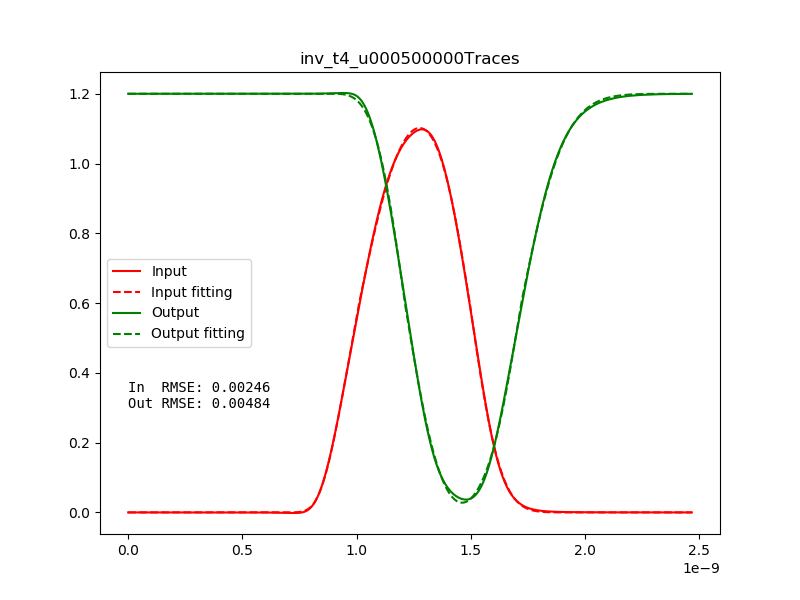 inv_t4_u000500000Traces
1.2
1.0
0.8
0.6
0.4
0.2
0.0
Input
Input fitting
Output
Output fitting
In  RMSE: 0.00246
Out RMSE: 0.00484
0.0
0.5
1.0
1.5
2.0
2.5
1e−9